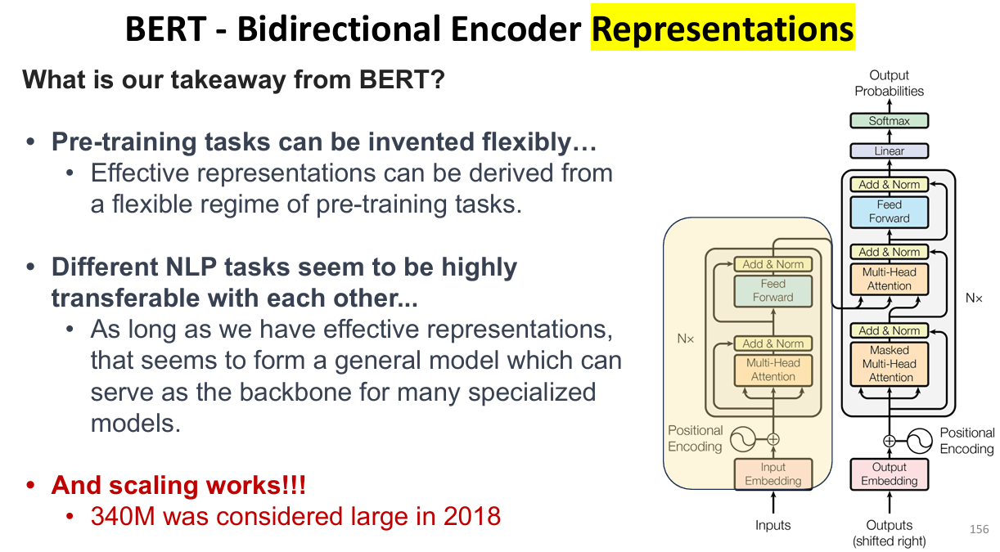 BERT - Bidirectional Encoder Representations
What is our takeaway from BERT?
• Pre-training tasks can be invented flexibly…
• Effective representations can be derived from
a flexible regime of pre-training tasks.
• Different NLP tasks seem to be highly
transferable with each other...
• As long as we have effective representations,
that seems to form a general model which can
serve as the backbone for many specialized
models.
• And scaling works!!!
• 340M was considered large in 2018
Output
Probabilities
Softmax
Linear
Add & Norm
Feed
Forward
Add & Norm
Multi-Head
Attention
Add & Norm
Masked
Multi-Head
Attention
N×
Positional
Encoding
Output
Embedding
Outputs
(shifted right)
Add & Norm
Feed
Forward
Add & Norm
Multi-Head
Attention
N×
Positional
Encoding
Input
Embedding
Inputs
156